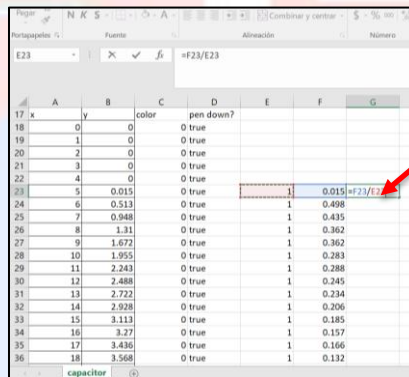 Pegar N K S A Combinar y centrar $ % 000
Portapapeles Fuente Alineación Número
E23 fx =F23/E23
A B C D E F G
17 x y color pen down?
18 0 0 0 true
19 1 0 0 true
20 2 0 0 true
21 3 0 0 true
22 4 0 0 true
23 5 0.015 0 true 1 0.015 =F23/E23
24 6 0.513 0 true 1 0.498
25 7 0.948 0 true 1 0.435
26 8 1.31 0 true 1 0.362
27 9 1.672 0 true 1 0.362
28 10 1.955 0 true 1 0.283
29 11 2.243 0 true 1 0.288
30 12 2.488 0 true 1 0.245
31 13 2.722 0 true 1 0.234
32 14 2.928 0 true 1 0.206
33 15 3.113 0 true 1 0.185
34 16 3.27 0 true 1 0.157
35 17 3.436 0 true 1 0.166
36 18 3.568 0 true 1 0.132
capacitor